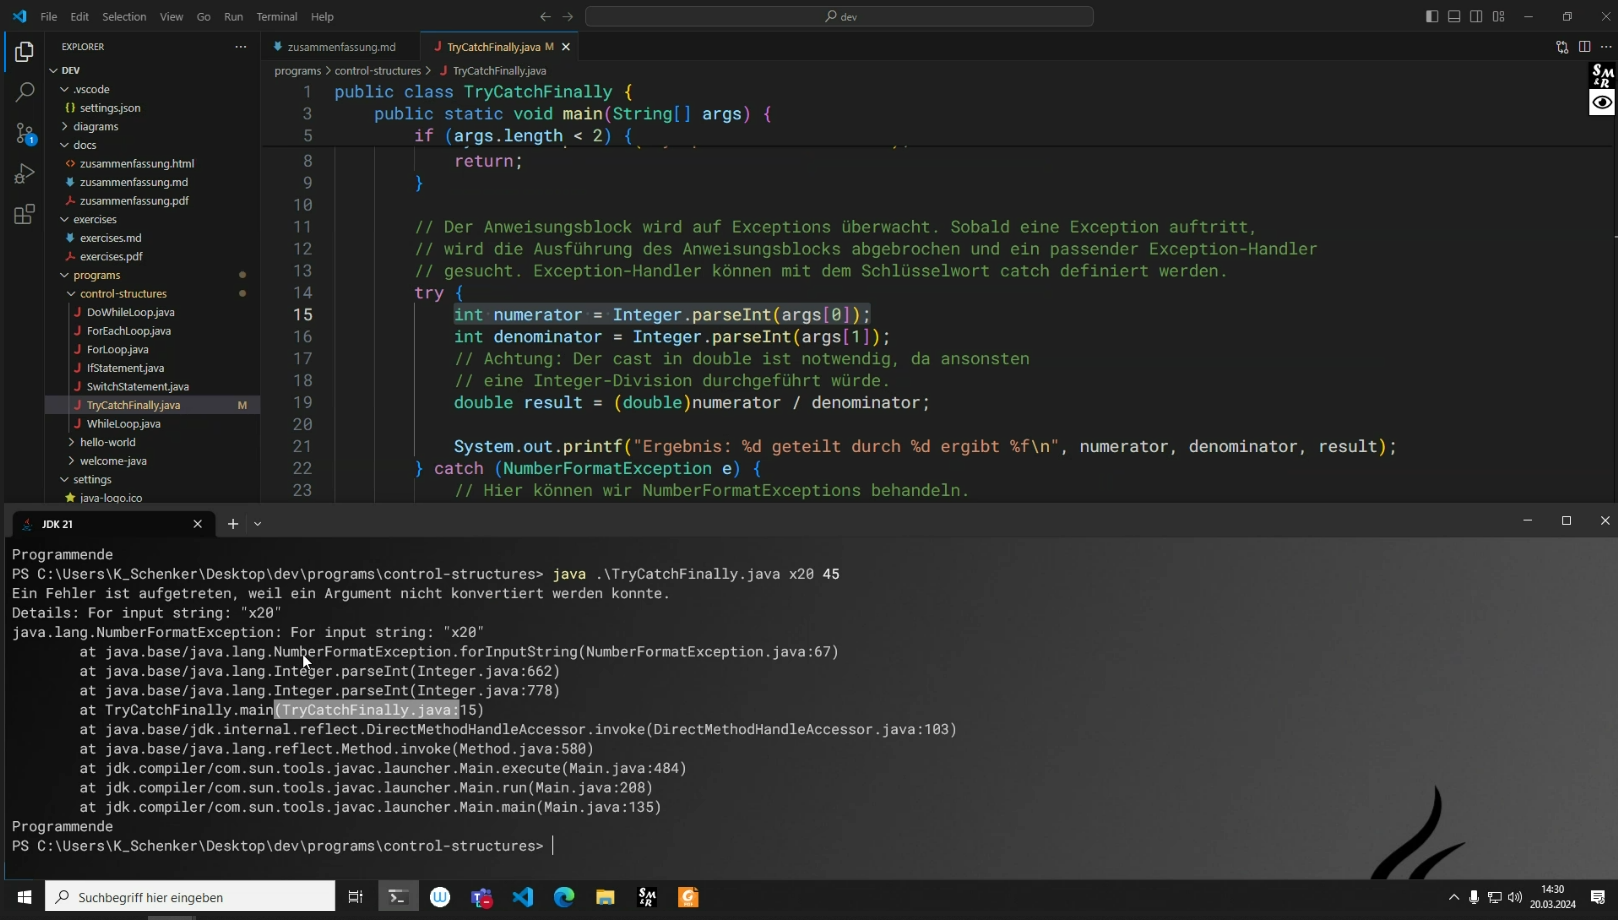 File Edit Selection View Go Run Terminal Help
dev
EXPLORER
DEV
.vscode
settings.json
diagrams
docs
zusammenfassung.html
zusammenfassung.md
zusammenfassung.pdf
exercises
exercises.md
exercises.pdf
programs
control-structures
DoWhileLoop.java
ForEachLoop.java
ForLoop.java
IfStatement.java
SwitchStatement.java
TryCatchFinally.java M
WhileLoop.java
hello-world
welcome-java
settings
java-logo.ico
1
zusammenfassung.md
TryCatchFinally.java M
programs > control-structures > TryCatchFinally.java
1 public class TryCatchFinally {
3 public static void main(String[] args) {
5 if (args.length < 2) {
8 return;
9 }
10
11 // Der Anweisungsblock wird auf Exceptions überwacht. Sobald eine Exception auftritt,
12 // wird die Ausführung des Anweisungsblocks abgebrochen und ein passender Exception-Handler
13 // gesucht. Exception-Handler können mit dem Schlüsselwort catch definiert werden.
14 try {
15 int numerator = Integer.parseInt(args[0]);
16 int denominator = Integer.parseInt(args[1]);
17 // Achtung: Der cast in double ist notwendig, da ansonsten
18 // eine Integer-Division durchgeführt würde.
19 double result = (double)numerator / denominator;
20
21 System.out.printf("Ergebnis: %d geteilt durch %d ergibt %f\n", numerator, denominator, result);
22 } catch (NumberFormatException e) {
23 // Hier können wir NumberFormatExceptions behandeln.
SM
&R
JDK 21
Programmende
PS C:\Users\K_Schenker\Desktop\dev\programs\control-structures> java .\TryCatchFinally.java x20 45
Ein Fehler ist aufgetreten, weil ein Argument nicht konvertiert werden konnte.
Details: For input string: "x20"
java.lang.NumberFormatException: For input string: "x20"
at java.base/java.lang.NumberFormatException.forInputString(NumberFormatException.java:67)
at java.base/java.lang.Integer.parseInt(Integer.java:662)
at java.base/java.lang.Integer.parseInt(Integer.java:778)
at TryCatchFinally.main(TryCatchFinally.java:15)
at java.base/jdk.internal.reflect.DirectMethodHandleAccessor.invoke(DirectMethodHandleAccessor.java:103)
at java.base/java.lang.reflect.Method.invoke(Method.java:580)
at jdk.compiler/com.sun.tools.javac.launcher.Main.execute(Main.java:484)
at jdk.compiler/com.sun.tools.javac.launcher.Main.run(Main.java:208)
at jdk.compiler/com.sun.tools.javac.launcher.Main.main(Main.java:135)
Programmende
PS C:\Users\K_Schenker\Desktop\dev\programs\control-structures>
Suchbegriff hier eingeben
SM
&R
14:30
20.03.2024